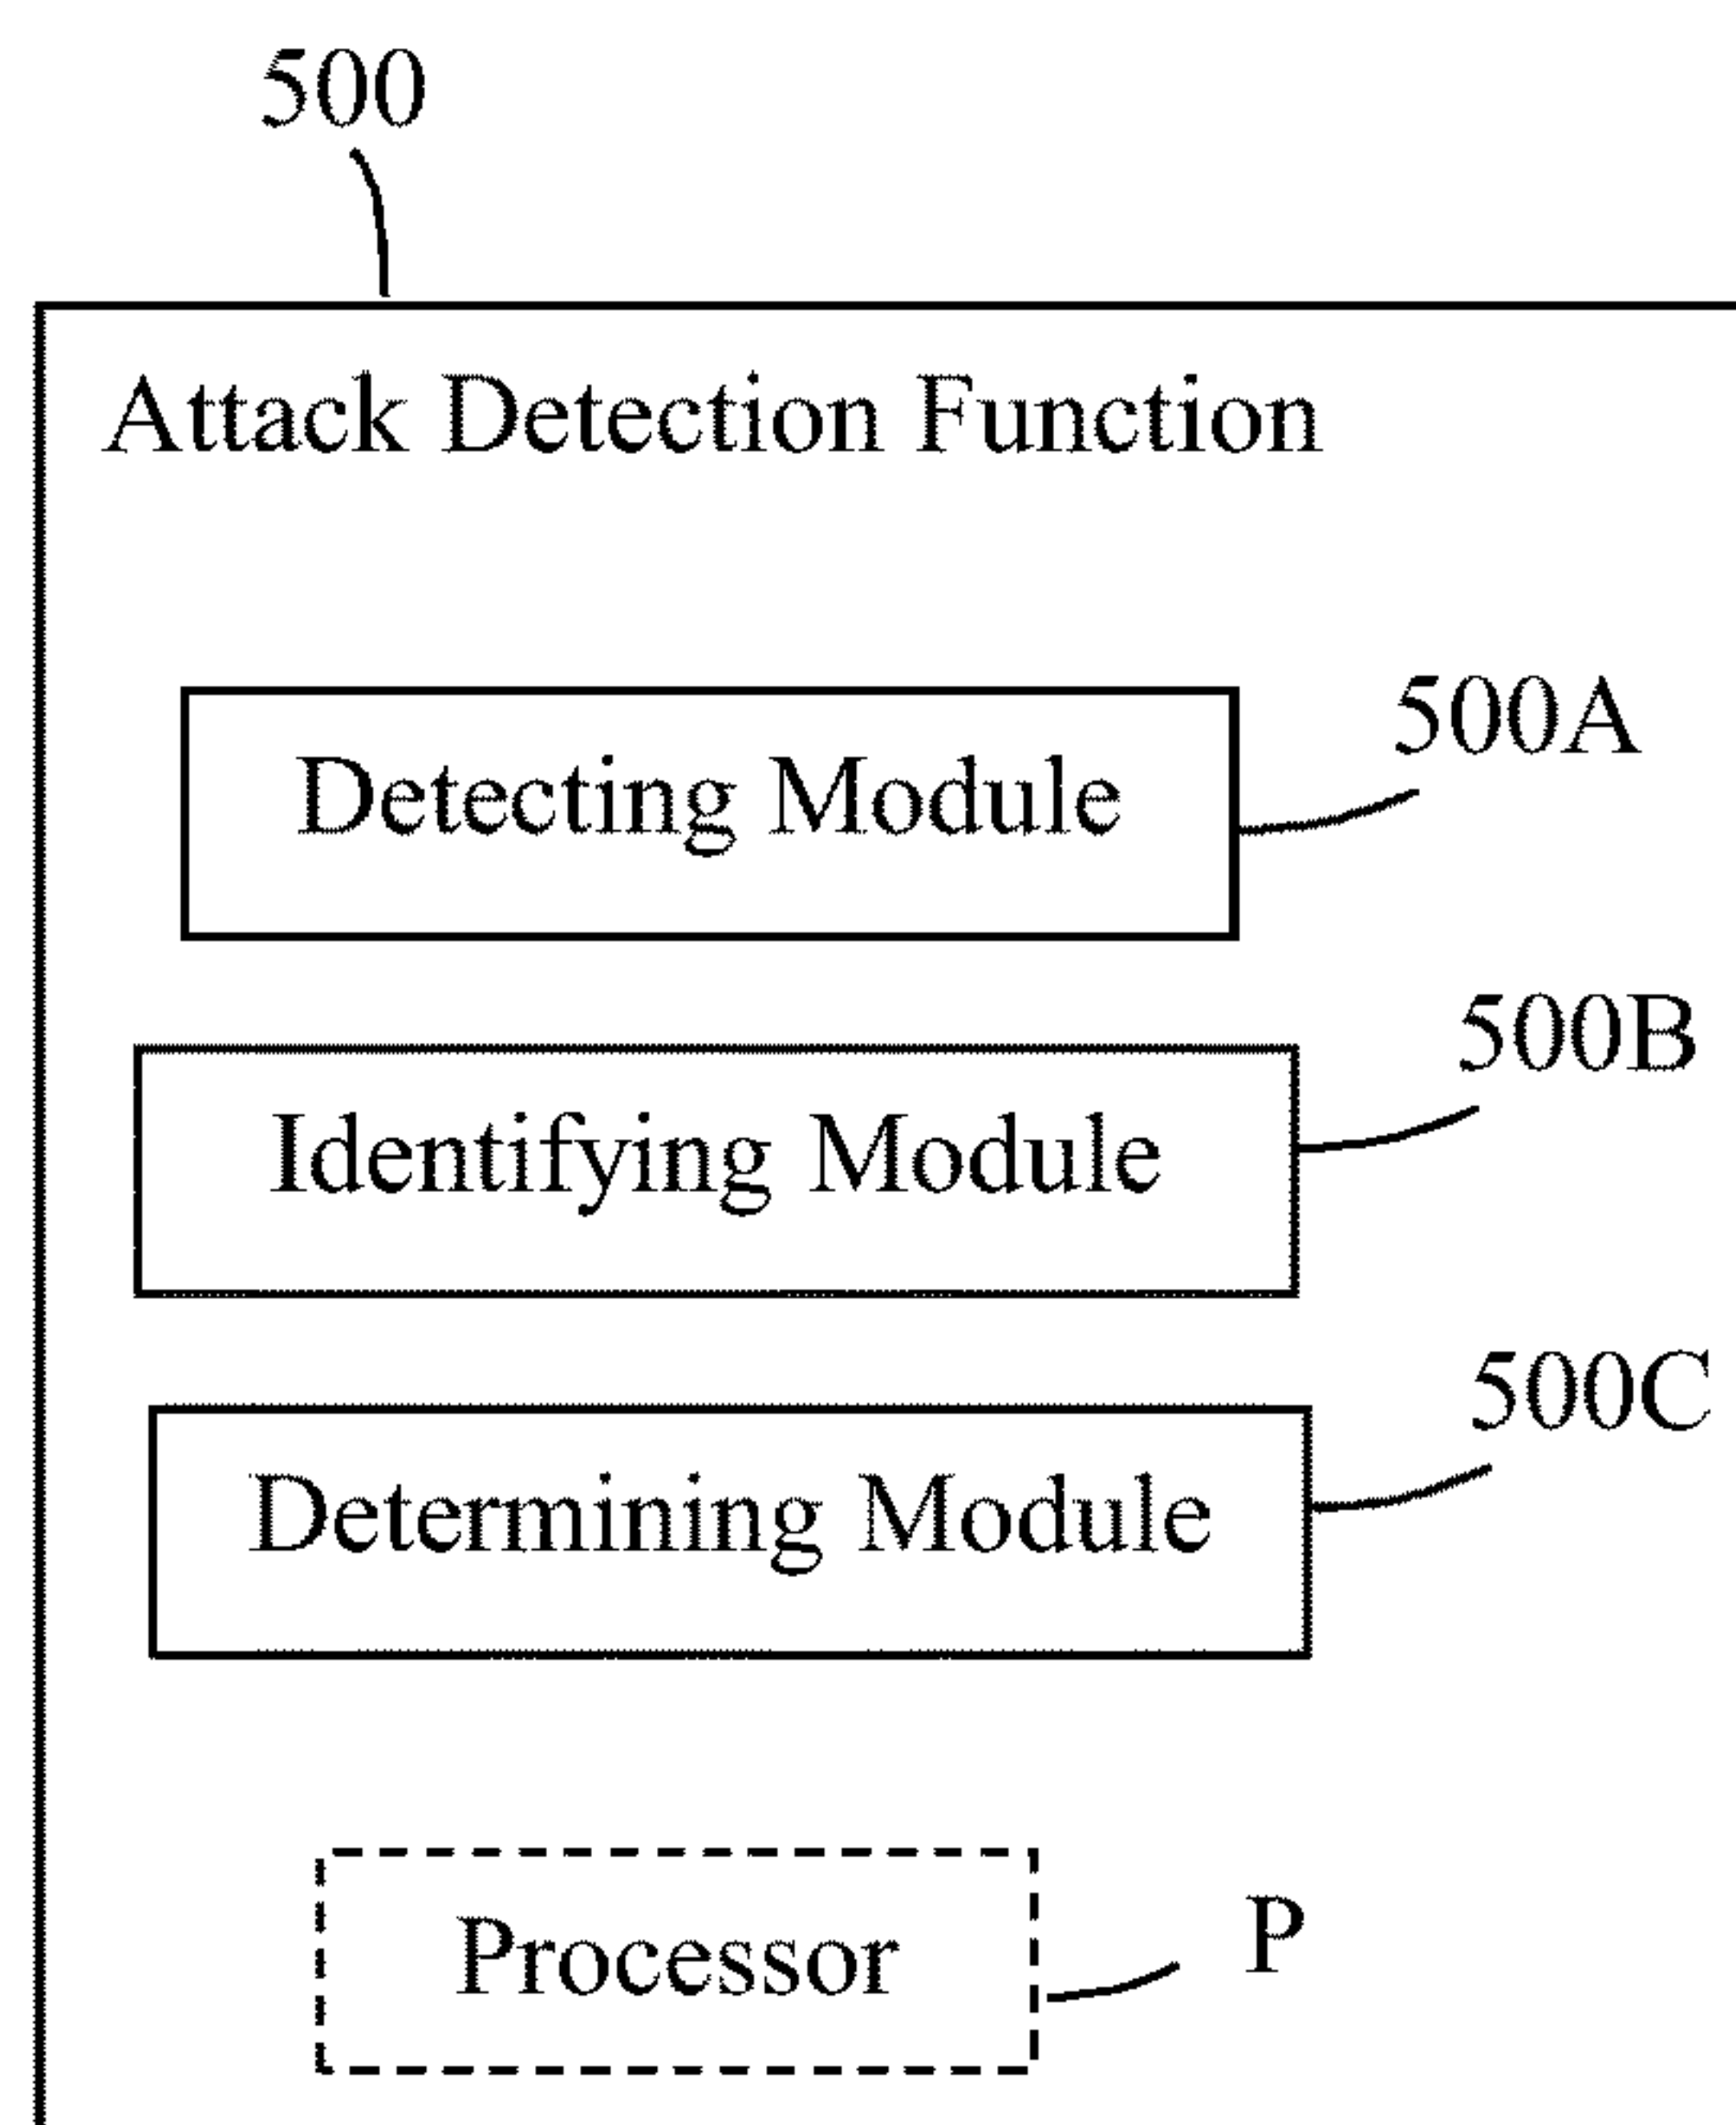 500
Attack Detection Function
500A
Detecting Module
500B
Identifying Module
500C
Determining Module
P
Processor